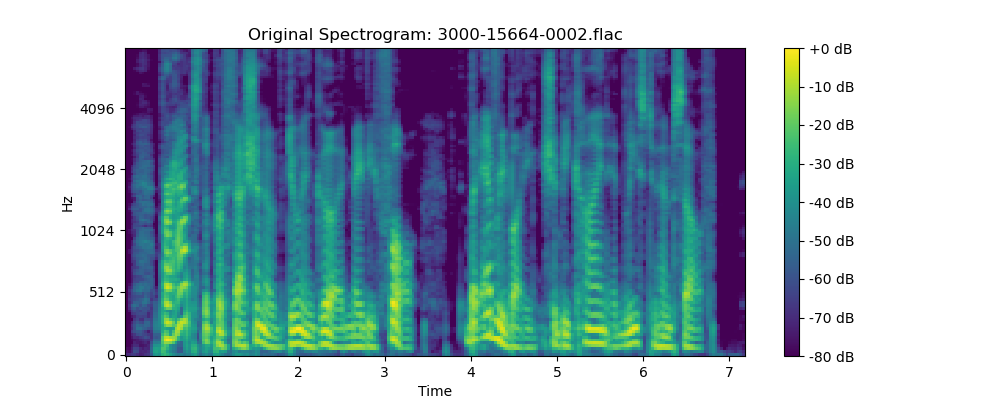 Original Spectrogram: 3000-15664-0002.flac
Hz
4096
2048
1024
512
0
0 1 2 3 4 5 6 7
Time
+0 dB
-10 dB
-20 dB
-30 dB
-40 dB
-50 dB
-60 dB
-70 dB
-80 dB